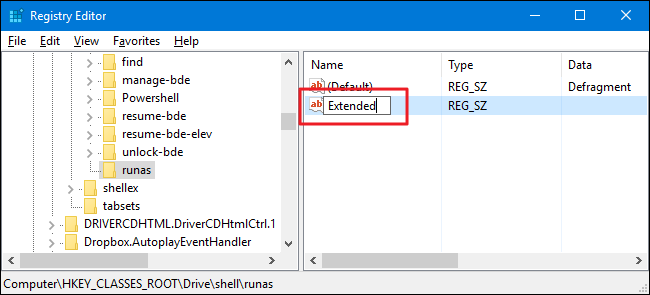 Registry Editor
File Edit View Favorites Help
find
manage-bde
Powershell
resume-bde
resume-bde-elev
unlock-bde
runas
shellex
tabsets
DRIVERCDHTML.DriverCDHtmlCtrl.1
Dropbox.AutoplayEventHandler
Name Type Data
ab (Default) REG_SZ Defragment
ab Extended REG_SZ
Computer\HKEY_CLASSES_ROOT\Drive\shell\runas